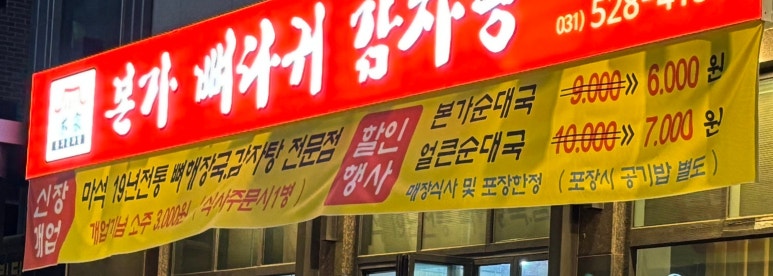 본가 뼈다귀 감자탕
(031) 528-41
신장개업
마석 19년전통 뼈해장국,감자탕 전문점
개업기념 소주 3,000원 (식사주문시1병)
할인행사
본가순대국 9.000 » 6.000 원
얼큰순대국 10.000 » 7.000 원
매장식사 및 포장한정 (포장시 공기밥 별도)